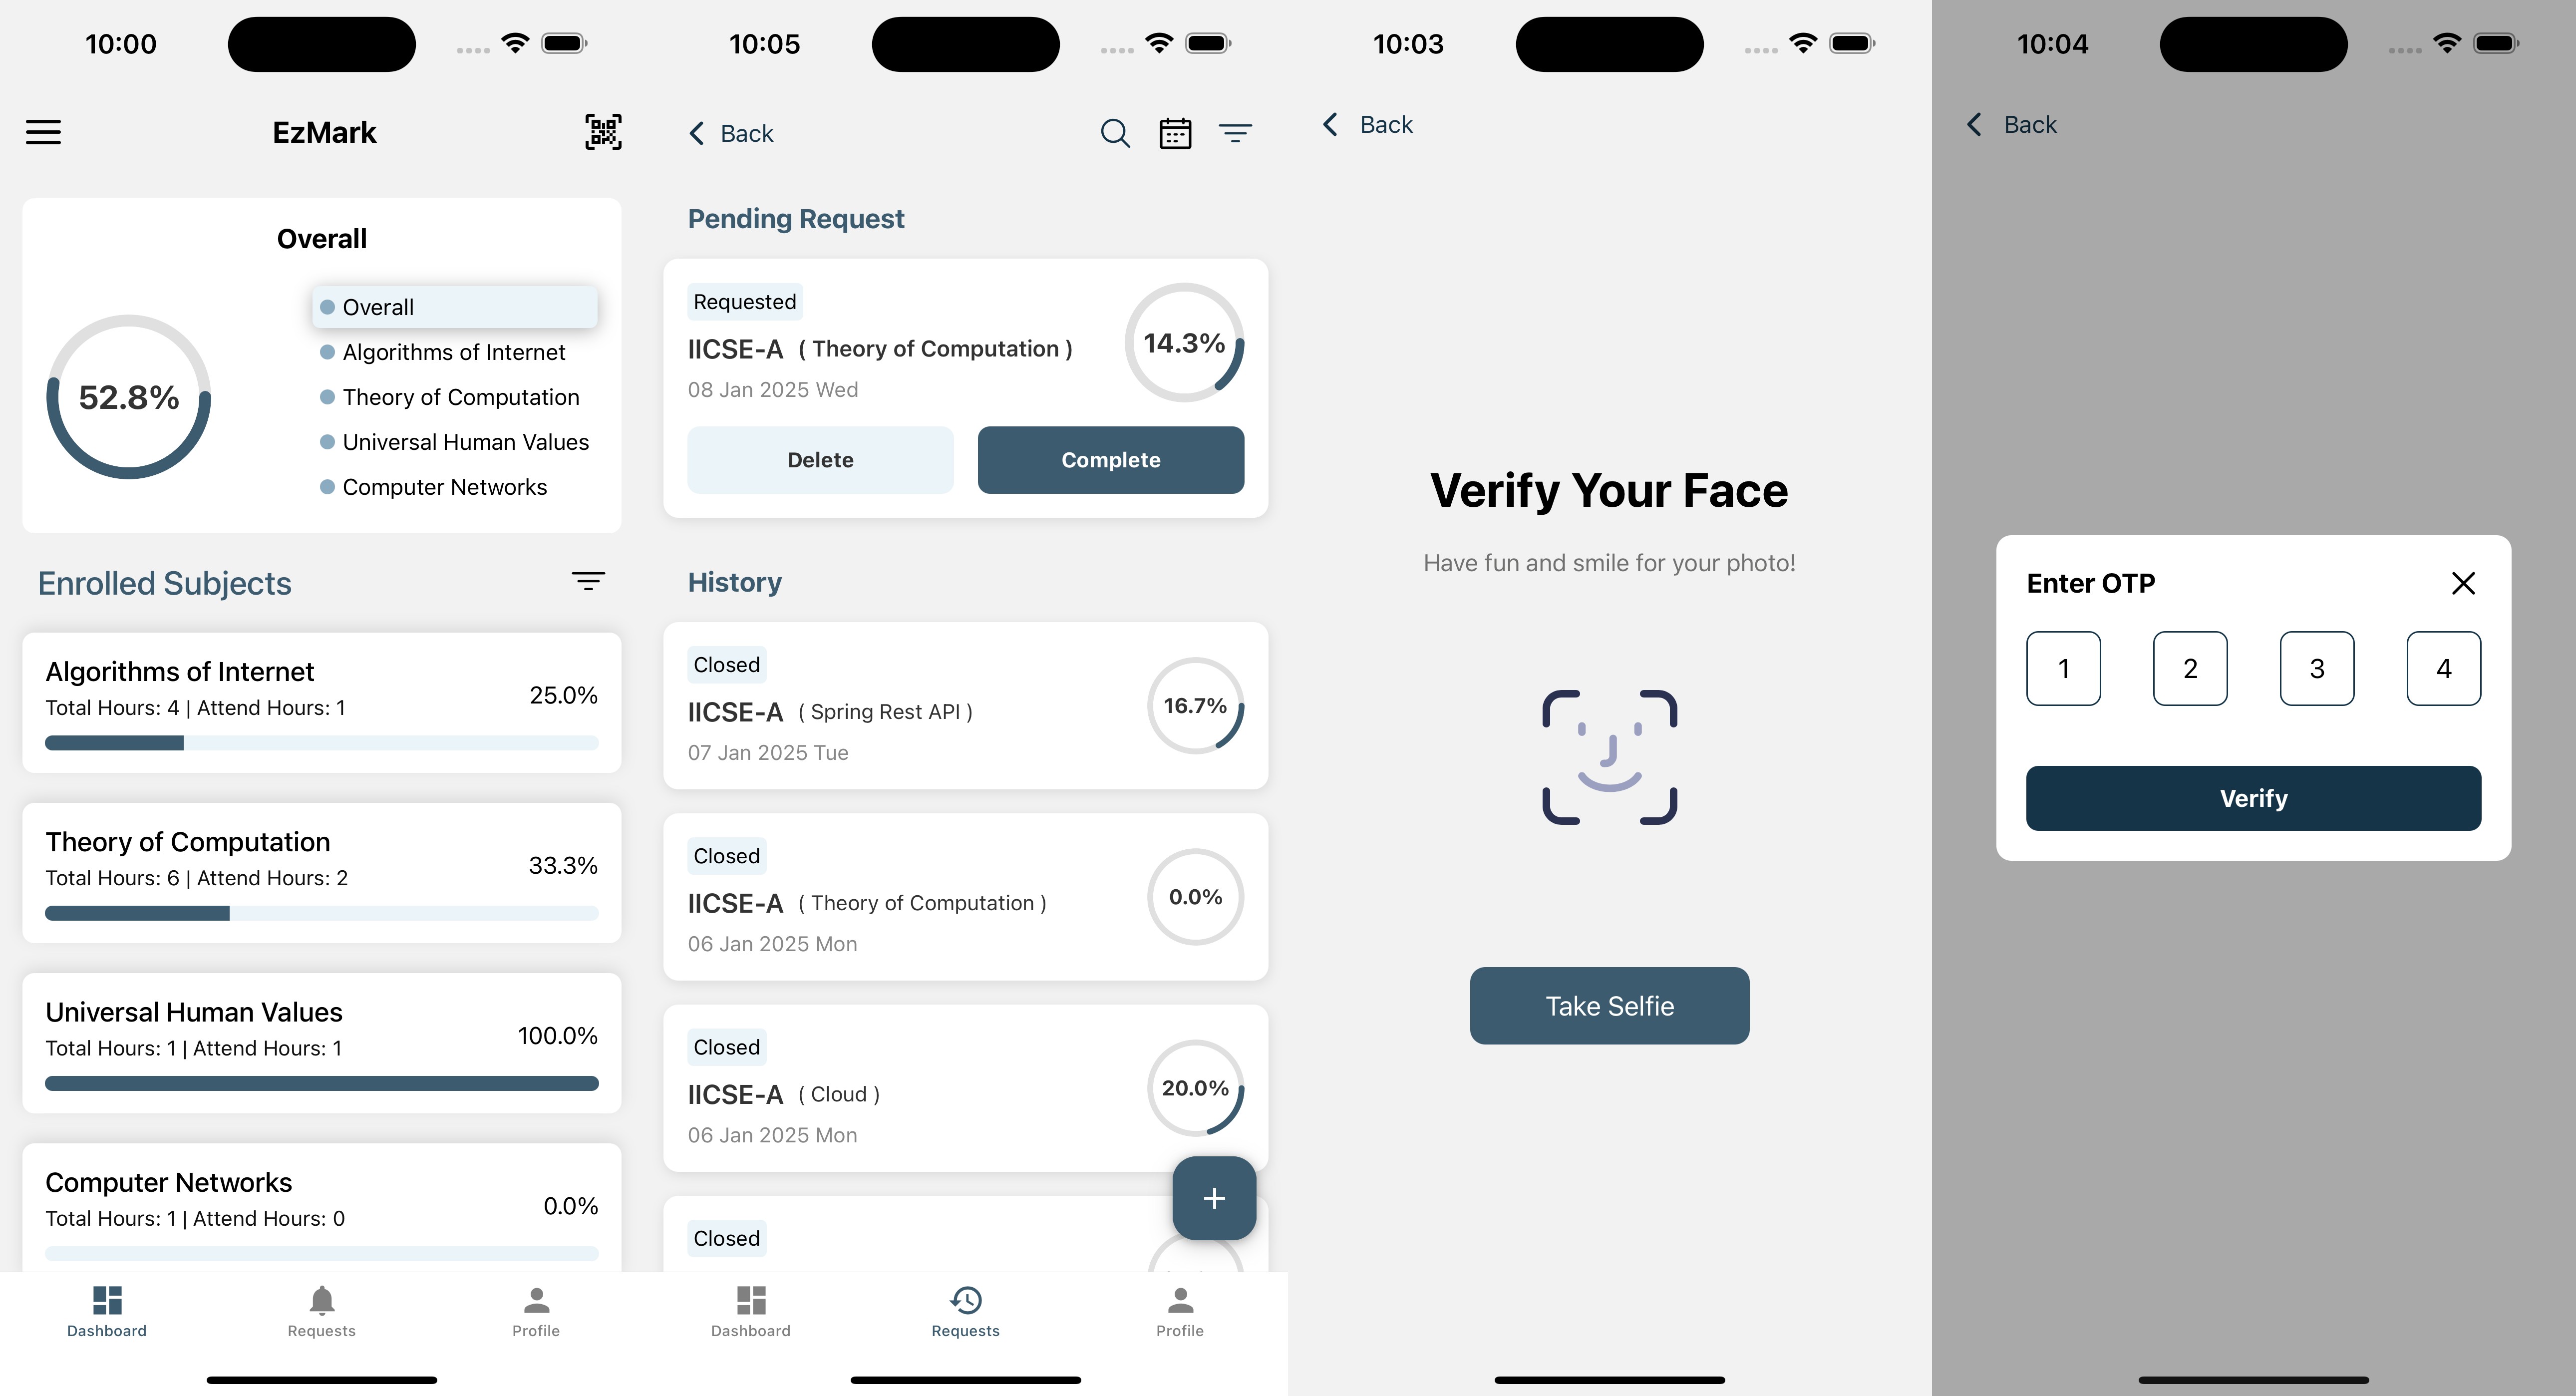 10:00
EzMark
Overall
52.8%
Overall
Algorithms of Internet
Theory of Computation
Universal Human Values
Computer Networks
Enrolled Subjects
Algorithms of Internet
Total Hours: 4 | Attend Hours: 1
25.0%
Theory of Computation
Total Hours: 6 | Attend Hours: 2
33.3%
Universal Human Values
Total Hours: 1 | Attend Hours: 1
100.0%
Computer Networks
Total Hours: 1 | Attend Hours: 0
0.0%
Dashboard
Requests
Profile
10:05
Back
Pending Request
Requested
IICSE-A ( Theory of Computation )
08 Jan 2025 Wed
14.3%
Delete
Complete
History
Closed
IICSE-A ( Spring Rest API )
07 Jan 2025 Tue
16.7%
Closed
IICSE-A ( Theory of Computation )
06 Jan 2025 Mon
0.0%
Closed
IICSE-A ( Cloud )
06 Jan 2025 Mon
20.0%
+
Closed
Dashboard
Requests
Profile
10:03
Back
Verify Your Face
Have fun and smile for your photo!
Take Selfie
10:04
Back
Enter OTP
1 2 3 4
Verify